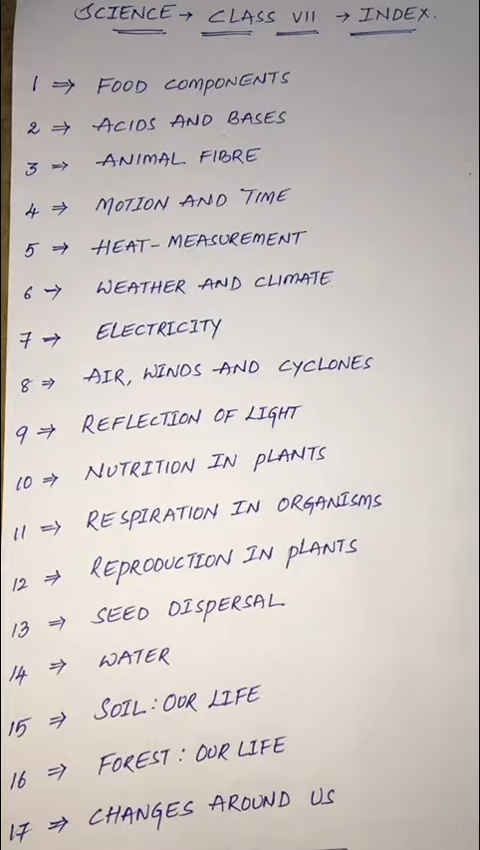 SCIENCE → CLASS VII → INDEX.
1 ⇒ FOOD COMPONENTS
2 ⇒ ACIDS AND BASES
3 ⇒ ANIMAL FIBRE
4 ⇒ MOTION AND TIME
5 ⇒ HEAT-MEASUREMENT
6 → WEATHER AND CLIMATE
7 ⇒ ELECTRICITY
8 ⇒ AIR, WINDS AND CYCLONES
9 ⇒ REFLECTION OF LIGHT
10 ⇒ NUTRITION IN PLANTS
11 ⇒ RESPIRATION IN ORGANISMS
12 ⇒ REPRODUCTION IN PLANTS
13 ⇒ SEED DISPERSAL
14 ⇒ WATER
15 ⇒ SOIL : OUR LIFE
16 ⇒ FOREST : OUR LIFE
17 ⇒ CHANGES AROUND US